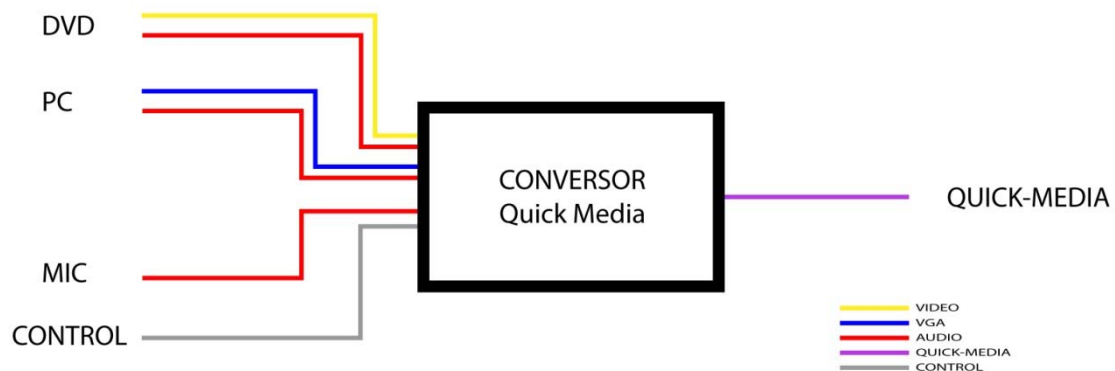 DVD
PC
MIC
CONTROL
CONVERSOR
Quick Media
QUICK-MEDIA
VIDEO
VGA
AUDIO
QUICK-MEDIA
CONTROL